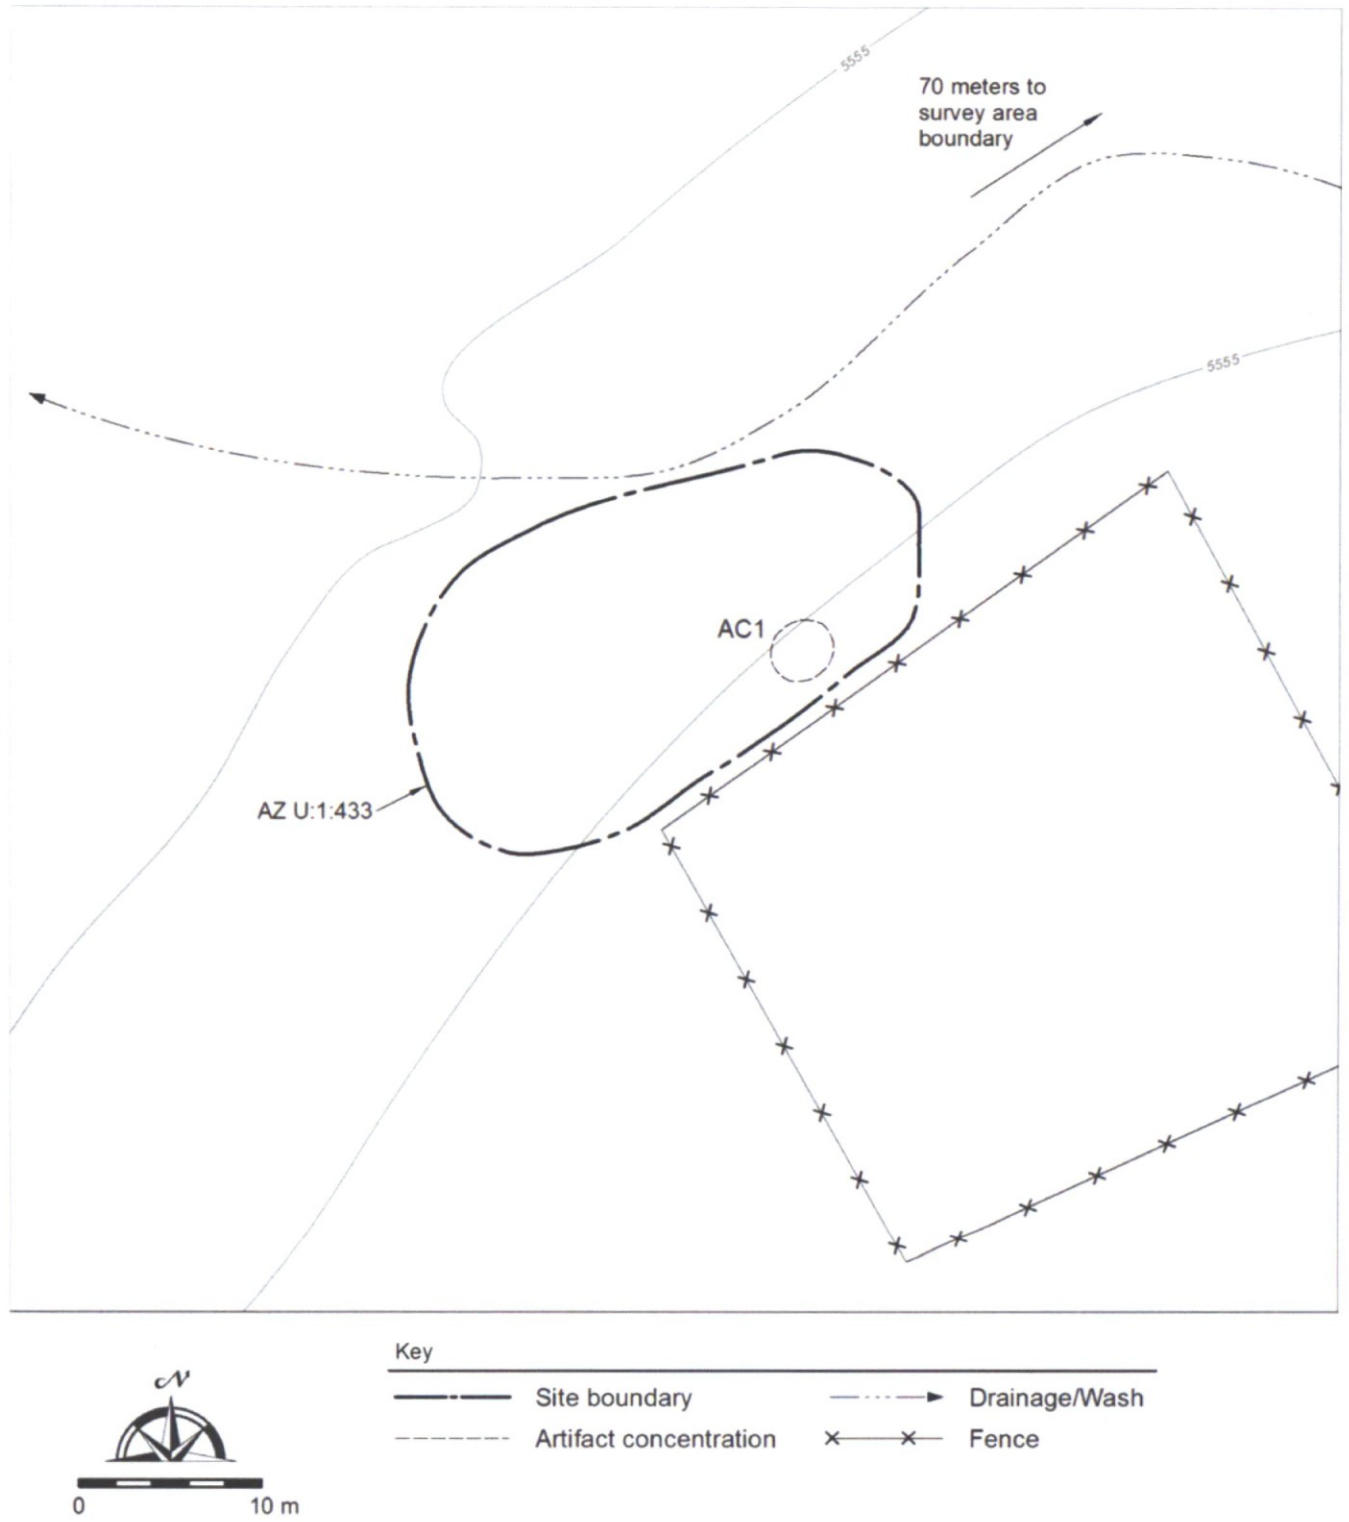 5555
70 meters to
survey area
boundary
5555
AC1
AZ U:1:433
Key
N
Site boundary
Drainage/Wash
Artifact concentration
Fence
0 10 m